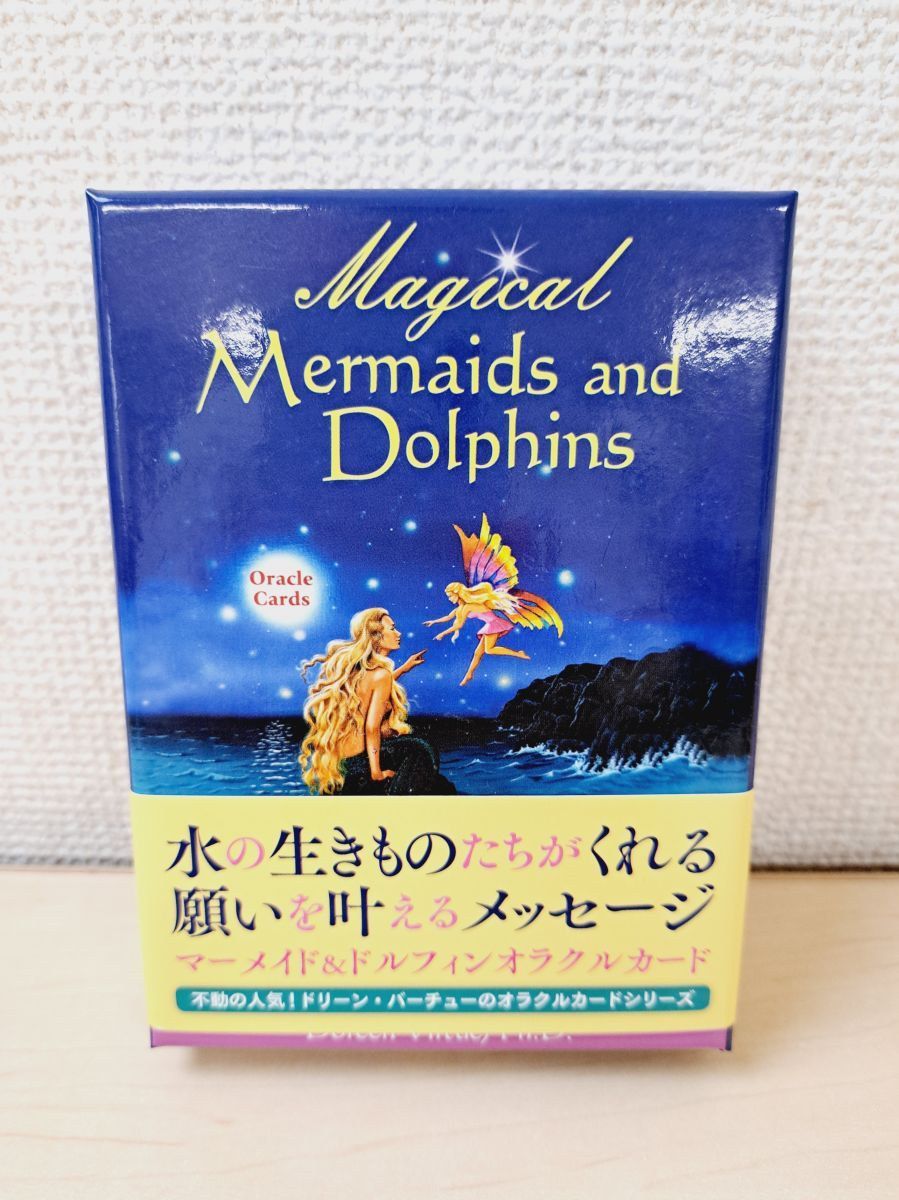 Magical
Mermaids and
Dolphins
Oracle
Cards
水の生きものたちがくれる
願いを叶えるメッセージ
マーメイド&ドルフィンオラクルカード
不動の人気!ドリーン・バーチューのオラクルカードシリーズ